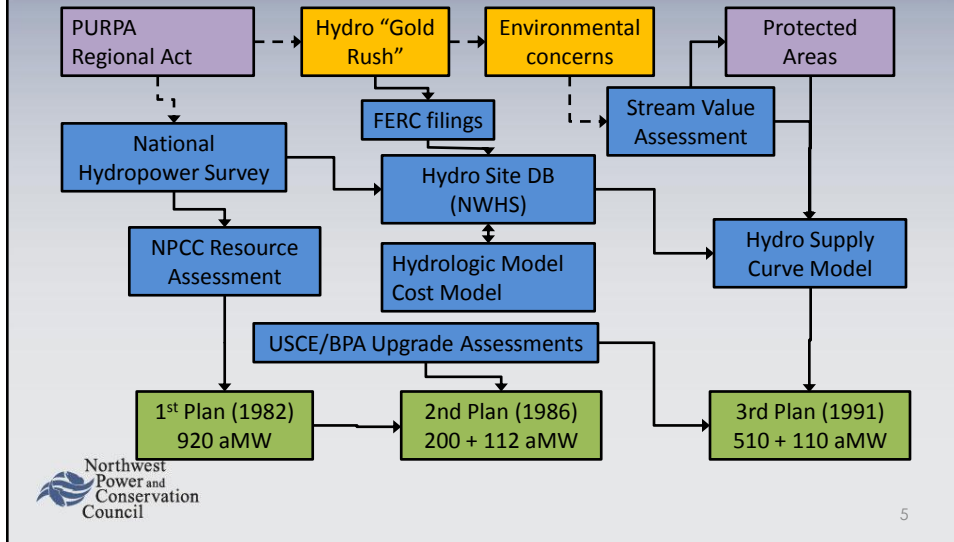 PURPA
Regional Act
Hydro “Gold
Rush”
Environmental
concerns
Protected
Areas
FERC filings
Stream Value
Assessment
National
Hydropower Survey
Hydro Site DB
(NWHS)
NPCC Resource
Assessment
Hydrologic Model
Cost Model
Hydro Supply
Curve Model
USCE/BPA Upgrade Assessments
1st Plan (1982)
920 aMW
2nd Plan (1986)
200 + 112 aMW
3rd Plan (1991)
510 + 110 aMW
Northwest
Power and
Conservation
Council
5